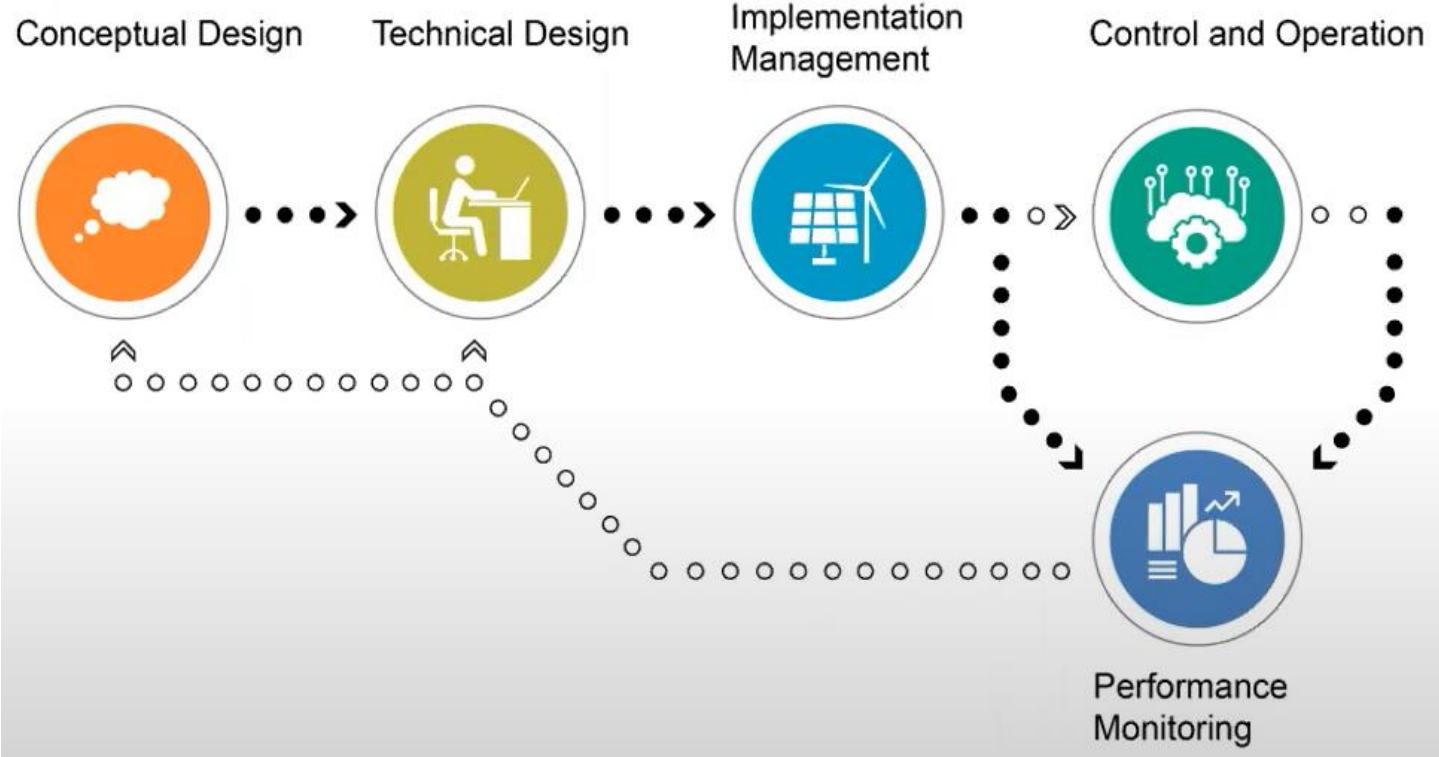 Conceptual Design
Technical Design
Implementation
Management
Control and Operation
Performance
Monitoring